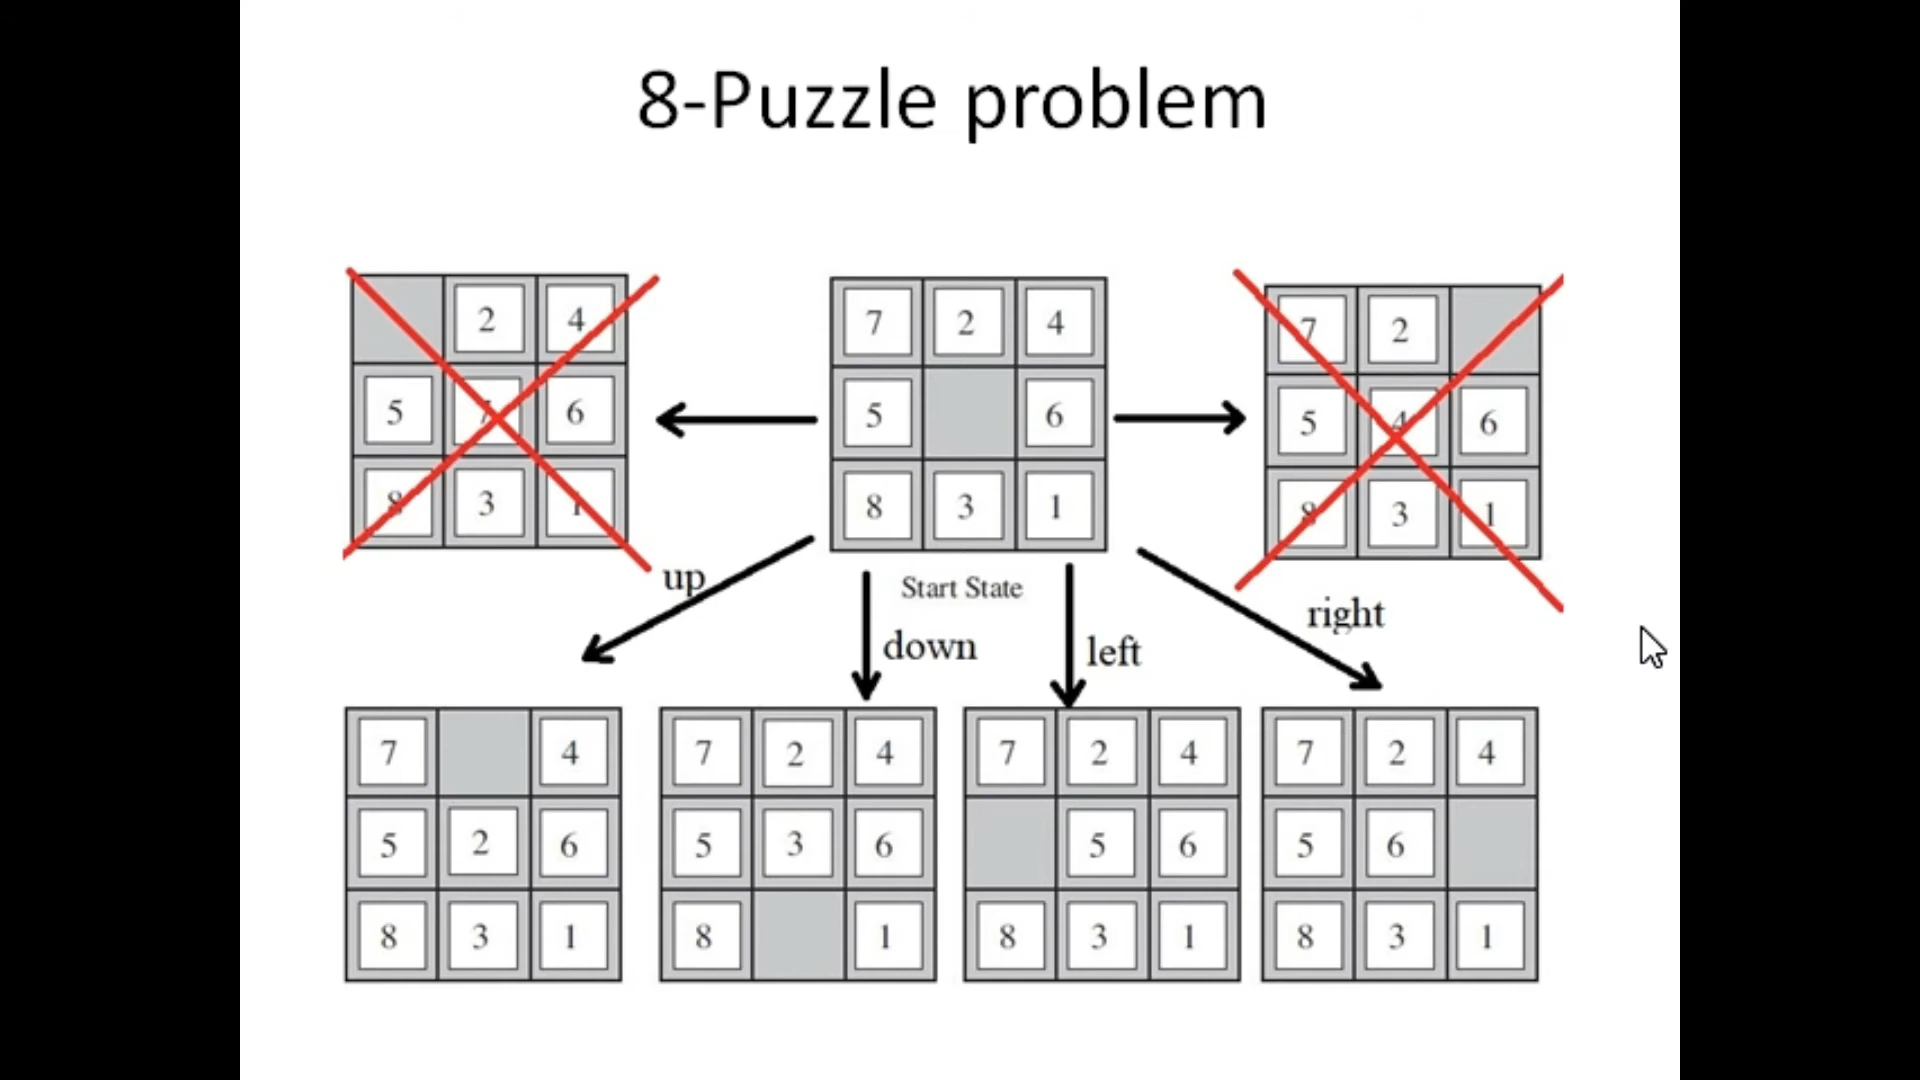 8-Puzzle problem
2 4
5 7 6
8 3 1
7 2 4
5 6
8 3 1
Start State
7 2
5 4 6
8 3 1
up
down
left
right
7 4
5 2 6
8 3 1
7 2 4
5 3 6
8 1
7 2 4
5 6
8 3 1
7 2 4
5 6
8 3 1